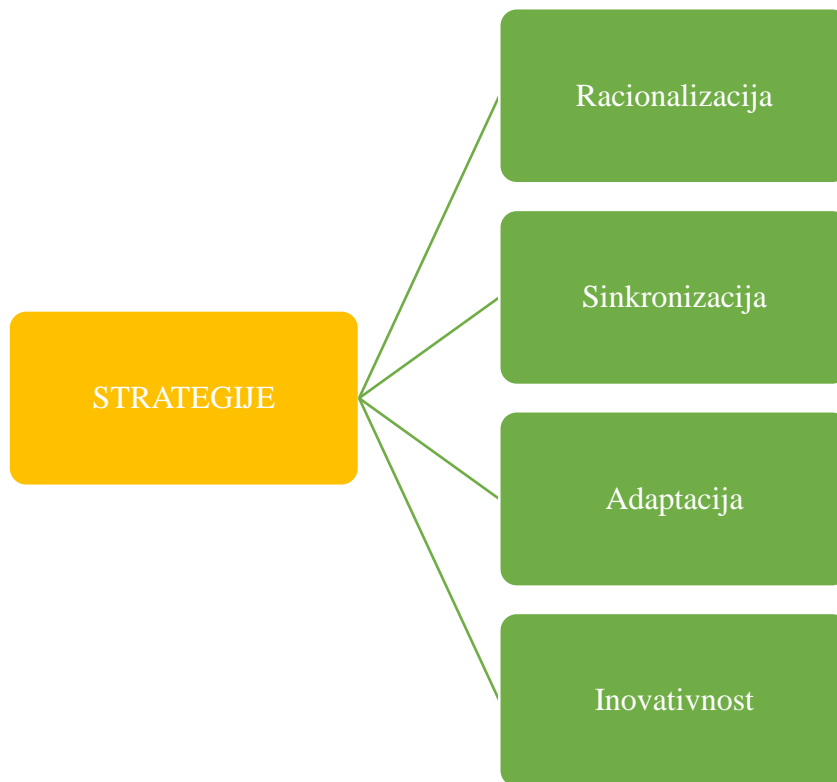 Racionalizacija
Sinkronizacija
STRATEGIJE
Adaptacija
Inovativnost